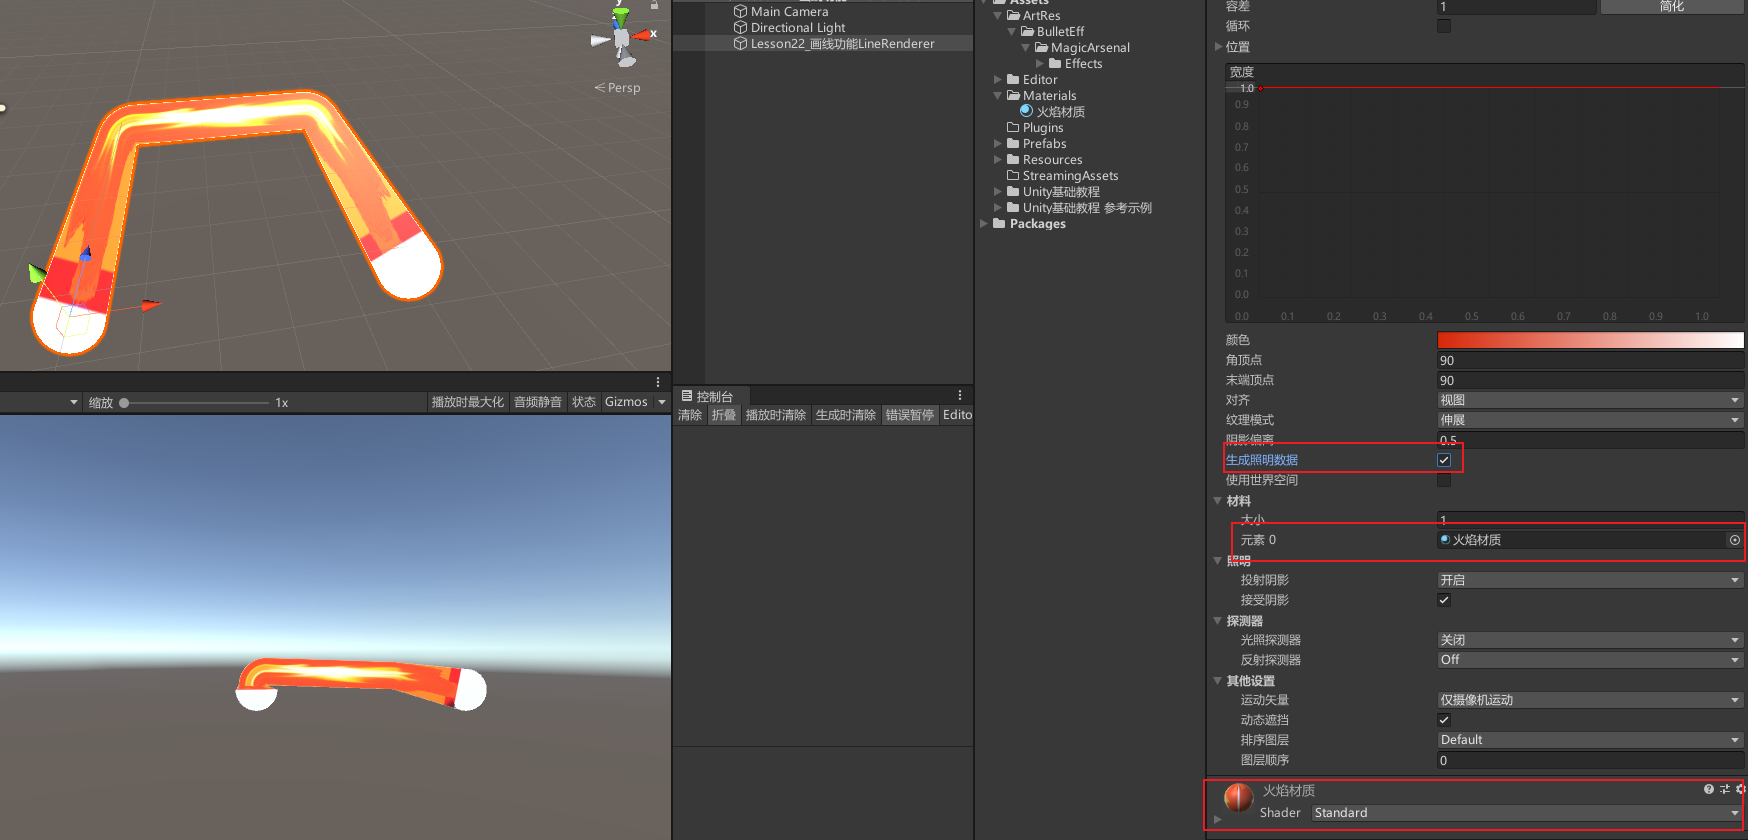 y
x
Persp
缩放
1x
播放时最大化
音频静音
状态
Gizmos
Main Camera
Directional Light
Lesson22_画线功能LineRenderer
控制台
清除
折叠
播放时清除
生成时清除
错误暂停
Edito
Assets
ArtRes
BulletEff
MagicArsenal
Effects
Editor
Materials
火焰材质
Plugins
Prefabs
Resources
StreamingAssets
Unity基础教程
Unity基础教程 参考示例
Packages
容差 1 简化
循环
位置
宽度
1.0
0.9
0.8
0.7
0.6
0.5
0.4
0.3
0.2
0.1
0.0
0.0 0.1 0.2 0.3 0.4 0.5 0.6 0.7 0.8 0.9 1.0
颜色
角顶点 90
末端顶点 90
对齐 视图
纹理模式 伸展
阴影偏离 0.5
生成照明数据
使用世界空间
材料
大小 1
元素 0 火焰材质
照明
投射阴影 开启
接受阴影
探测器
光照探测器 关闭
反射探测器 Off
其他设置
运动矢量 仅摄像机运动
动态遮挡
排序图层 Default
图层顺序 0
火焰材质
Shader Standard